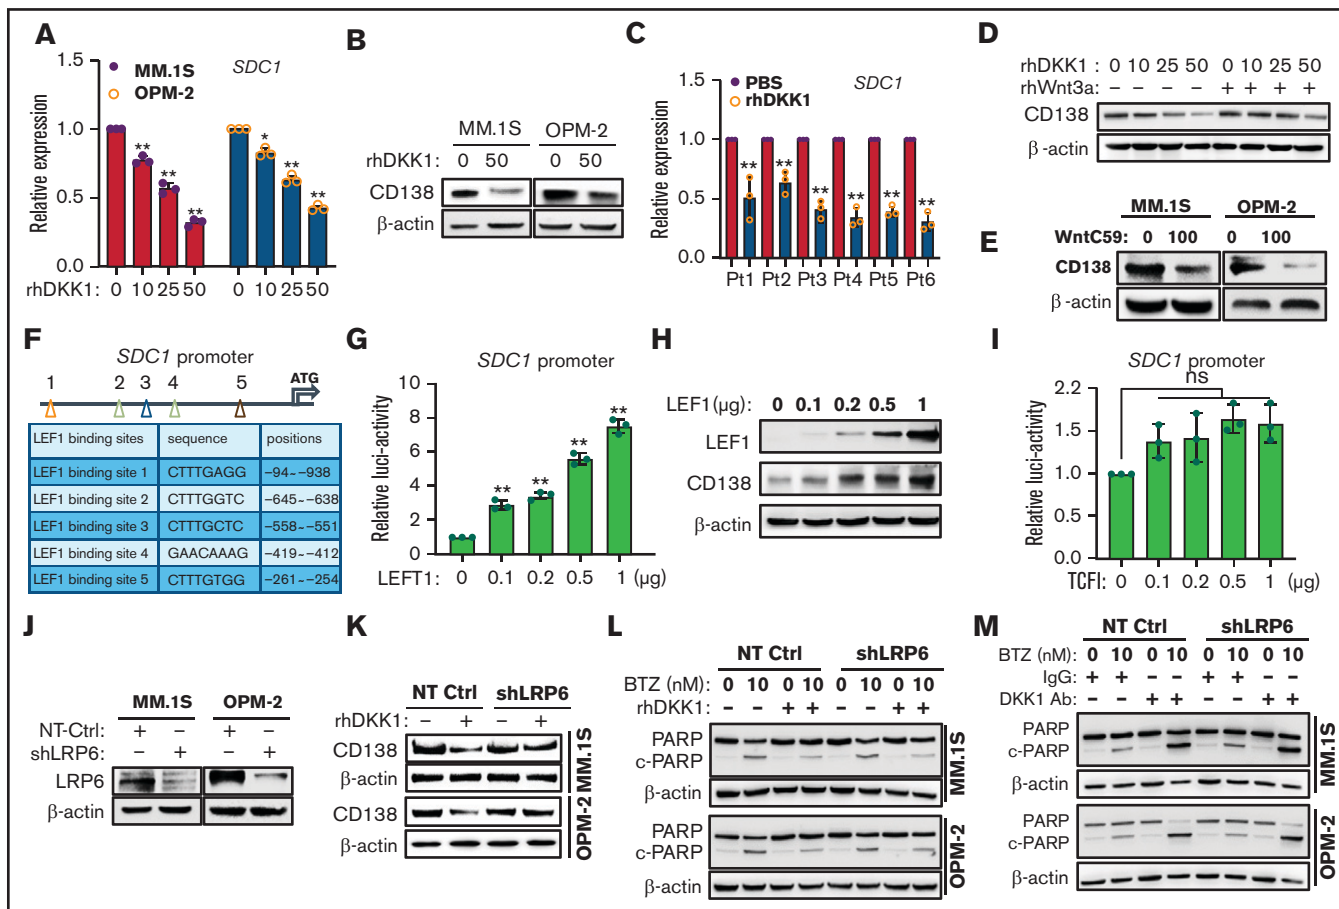 A
1.5
1.0
0.5
0.0
Relative expression
MM.1S
OPM-2
SDC1
**
**
**
*
**
**
rhDKK1: 0 10 25 50 0 10 25 50
B
MM.1S OPM-2
rhDKK1: 0 50 0 50
CD138
β-actin
C
PBS
rhDKK1
SDC1
1.5
1.0
0.5
0.0
Relative expression
** ** ** ** ** **
Pt1 Pt2 Pt3 Pt4 Pt5 Pt6
D
rhDKK1 : 0 10 25 50 0 10 25 50
rhWnt3a: – – – – + + + +
CD138
β -actin
E
MM.1S OPM-2
WntC59: 0 100 0 100
CD138
β -actin
F
SDC1 promoter
1 2 3 4 5 ATG
LEF1 binding sites sequence positions
LEF1 binding site 1 CTTTGAGG –94~ –938
LEF1 binding site 2 CTTTGGTC –645~ –638
LEF1 binding site 3 CTTTGCTC –558~ –551
LEF1 binding site 4 GAACAAAG –419~ –412
LEF1 binding site 5 CTTTGTGG –261~ –254
G
SDC1 promoter
10
8
6
4
2
0
Relative luci-activity
** ** ** **
LEFT1: 0 0.1 0.2 0.5 1 (μg)
H
LEF1(μg): 0 0.1 0.2 0.5 1
LEF1
CD138
β-actin
I
SDC1 promoter
ns
2.2
1.5
1.0
0.5
0.0
Relative luci-activity
TCFI: 0 0.1 0.2 0.5 1 (μg)
J
MM.1S OPM-2
NT-Ctrl: + – + –
shLRP6: – + – +
LRP6
β-actin
K
NT Ctrl shLRP6
rhDKK1: – + – +
CD138
β-actin
MM.1S
CD138
β-actin
OPM-2
L
NT Ctrl shLRP6
BTZ (nM): 0 10 0 10 0 10 0 10
rhDKK1: – – + + – – + +
PARP
c-PARP
β-actin
MM.1S
PARP
c-PARP
β-actin
OPM-2
M
NT Ctrl shLRP6
BTZ (nM): 0 10 0 10 0 10 0 10
IgG: + + – – + + – –
DKK1 Ab: – – + + – – + +
PARP
c-PARP
β-actin
MM.1S
PARP
c-PARP
β-actin
OPM-2